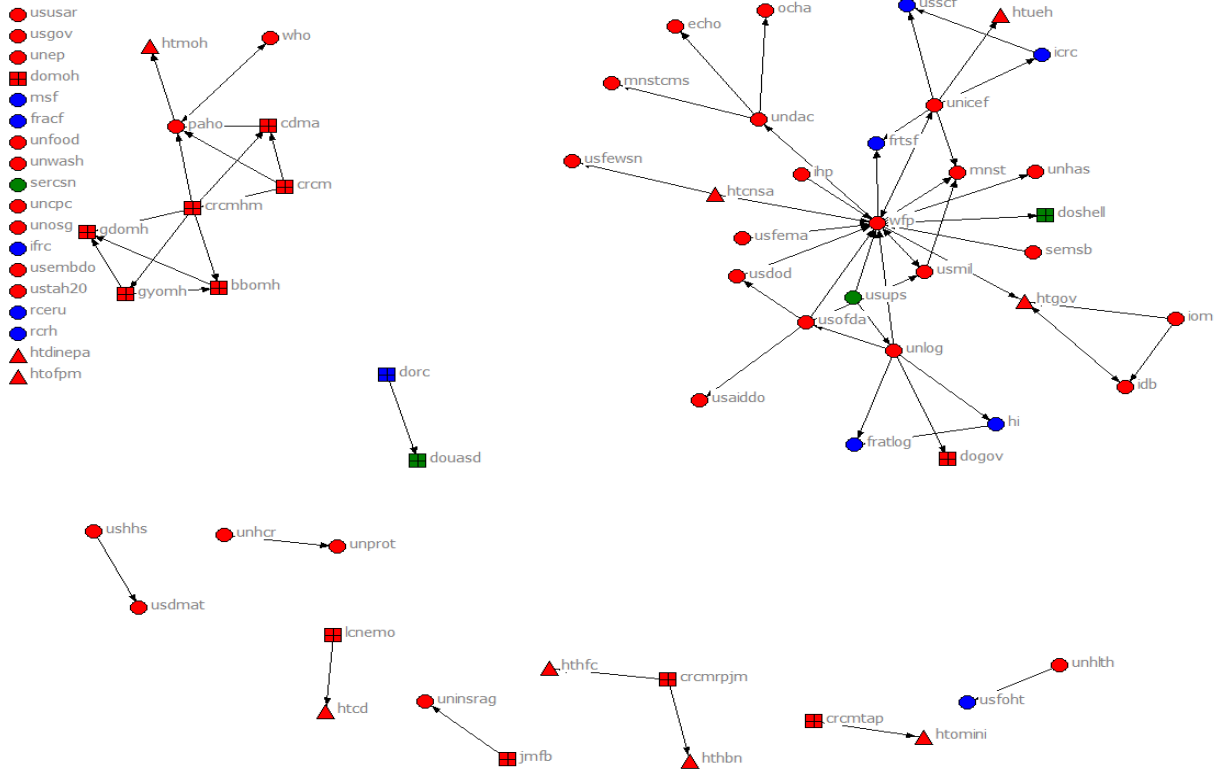 ususar
usgov
unep
domoh
msf
fracf
unfood
unwash
sercsn
uncpc
unosg
ifrc
usembdo
ustah20
rceru
rcrh
htdinepa
htofpm
htmoh
who
paho
cdma
crcm
crcmhm
gdomh
gyomh
bbomh
dorc
douasd
ocha
echo
mnstcms
undac
usfewsn
ihp
htcnsa
usscf
htueh
icrc
unicef
frtsf
mnst
unhas
wfp
doshell
usfema
semsb
usdod
usmil
usups
htgov
iom
usofda
unlog
idb
usaiddo
hi
fratlog
dogov
ushhs
unhcr
unprot
usdmat
lcnemo
htcd
uninsrag
jmfb
hthfc
crcmrpjm
hthbn
unhlth
usfoht
crcmtap
htomini